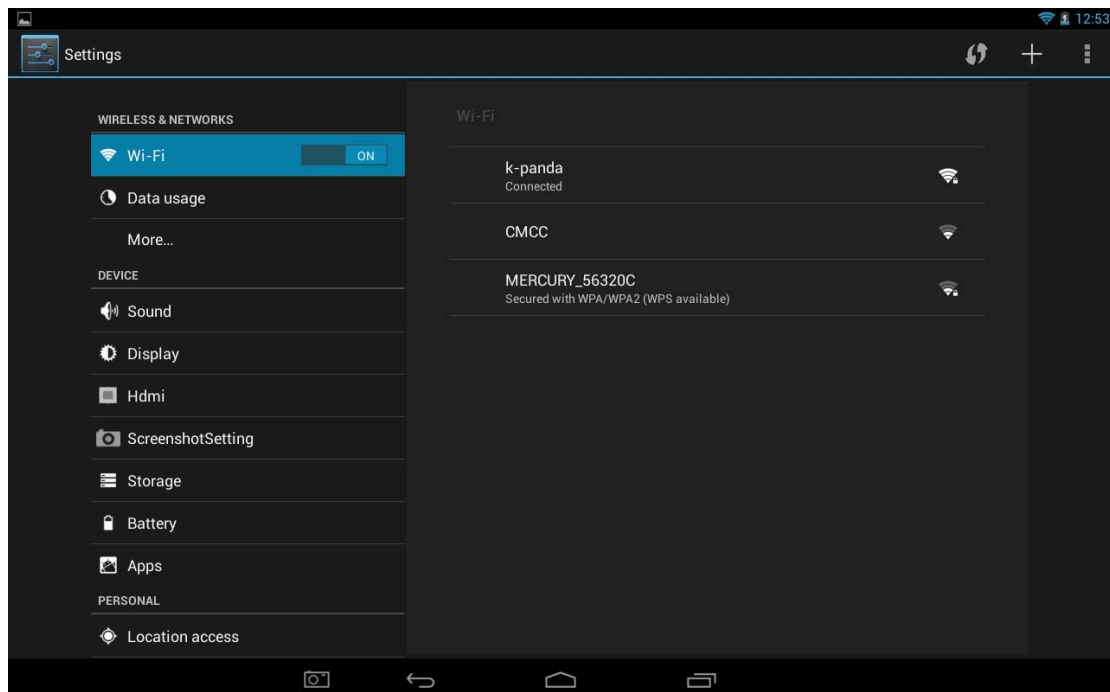 12:53
Settings
WIRELESS & NETWORKS
Wi-Fi
ON
Data usage
More...
DEVICE
Sound
Display
Hdmi
ScreenshotSetting
Storage
Battery
Apps
PERSONAL
Location access
Wi-Fi
k-panda
Connected
CMCC
MERCURY_56320C
Secured with WPA/WPA2 (WPS available)